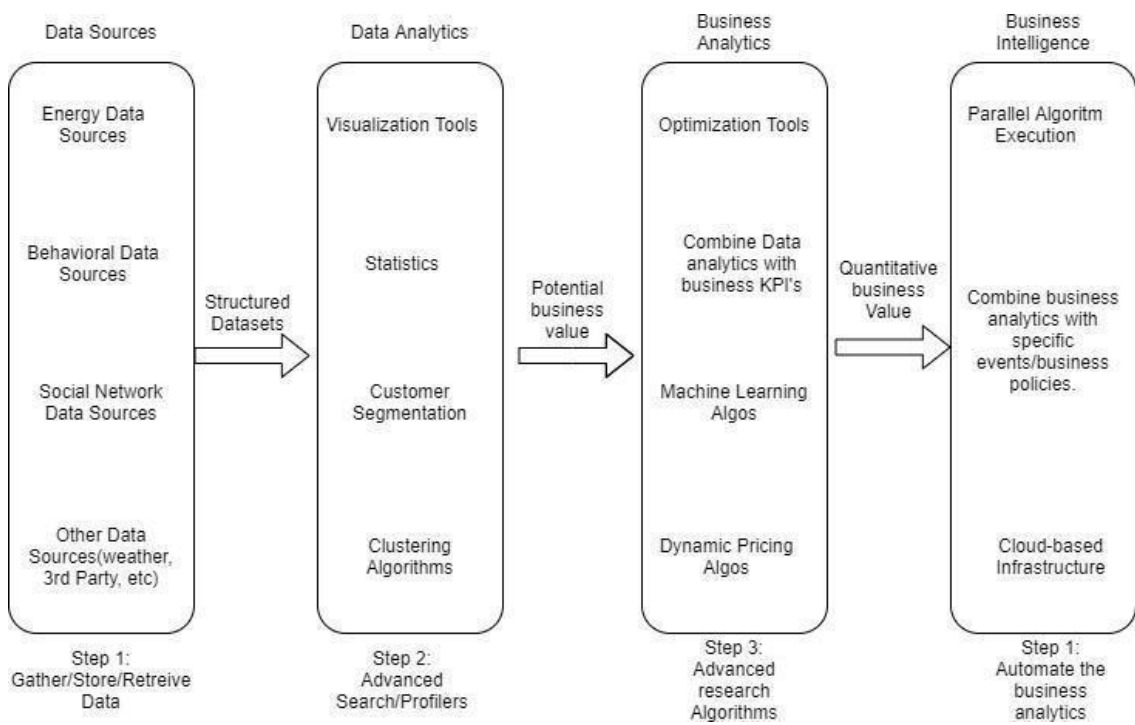 Data Sources
Energy Data
Sources
Behavioral Data
Sources
Social Network
Data Sources
Other Data
Sources(weather,
3rd Party, etc)
Step 1:
Gather/Store/Retreive
Data
Structured
Datasets
Data Analytics
Visualization Tools
Statistics
Customer
Segmentation
Clustering
Algorithms
Step 2:
Advanced
Search/Profilers
Potential
business
value
Business
Analytics
Optimization Tools
Combine Data
analytics with
business KPI's
Machine Learning
Algos
Dynamic Pricing
Algos
Step 3:
Advanced
research
Algorithms
Quantitative
business
Value
Business
Intelligence
Parallel Algoritm
Execution
Combine business
analytics with
specific
events/business
policies.
Cloud-based
Infrastructure
Step 1:
Automate the
business
analytics